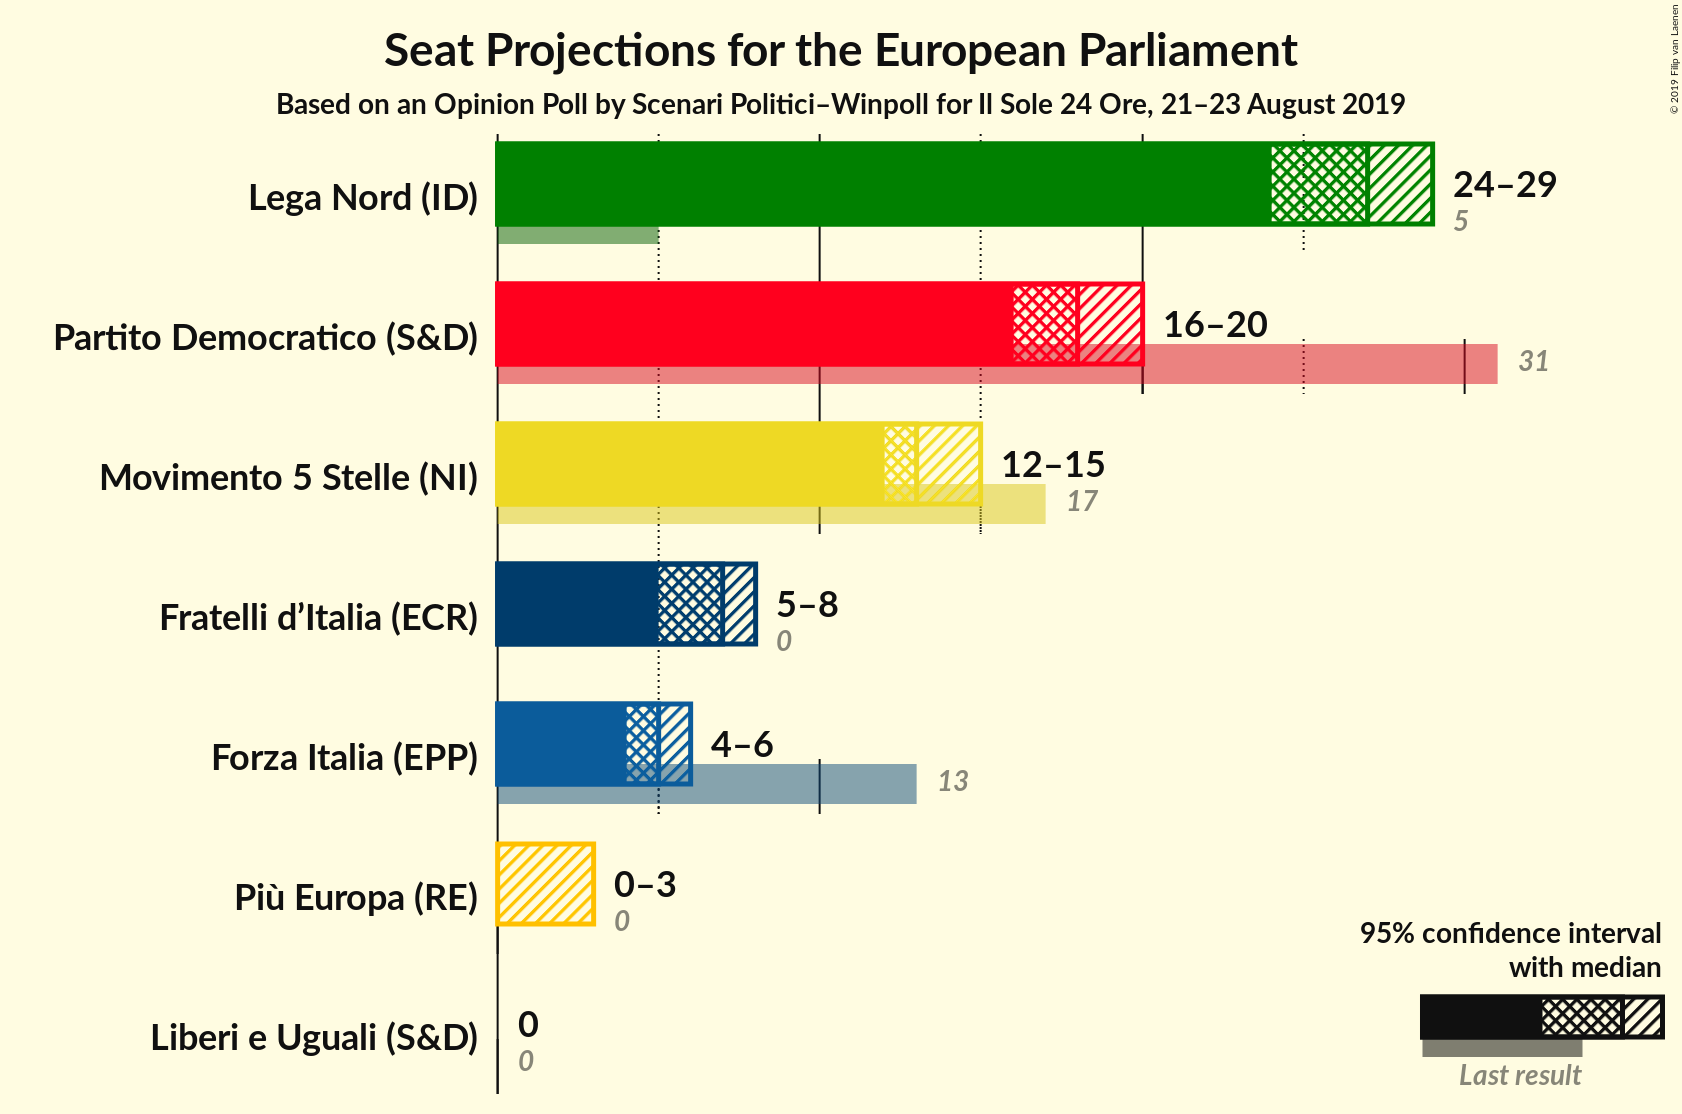 Seat Projections for the European Parliament
Based on an Opinion Poll by Scenari Politici–Winpoll for Il Sole 24 Ore, 21–23 August 2019
© 2019 Filip van Laenen
Lega Nord (ID)
24–29
5
Partito Democratico (S&D)
16–20
31
Movimento 5 Stelle (NI)
12–15
17
Fratelli d’Italia (ECR)
5–8
0
Forza Italia (EPP)
4–6
13
Più Europa (RE)
0–3
0
Liberi e Uguali (S&D)
0
0
95% confidence interval
with median
Last result